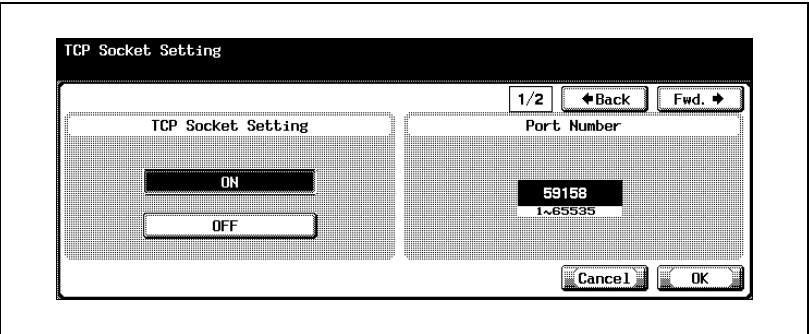 TCP Socket Setting
1/2 ←Back Fwd. →
TCP Socket Setting
Port Number
ON
59158
1~65535
OFF
Cancel OK